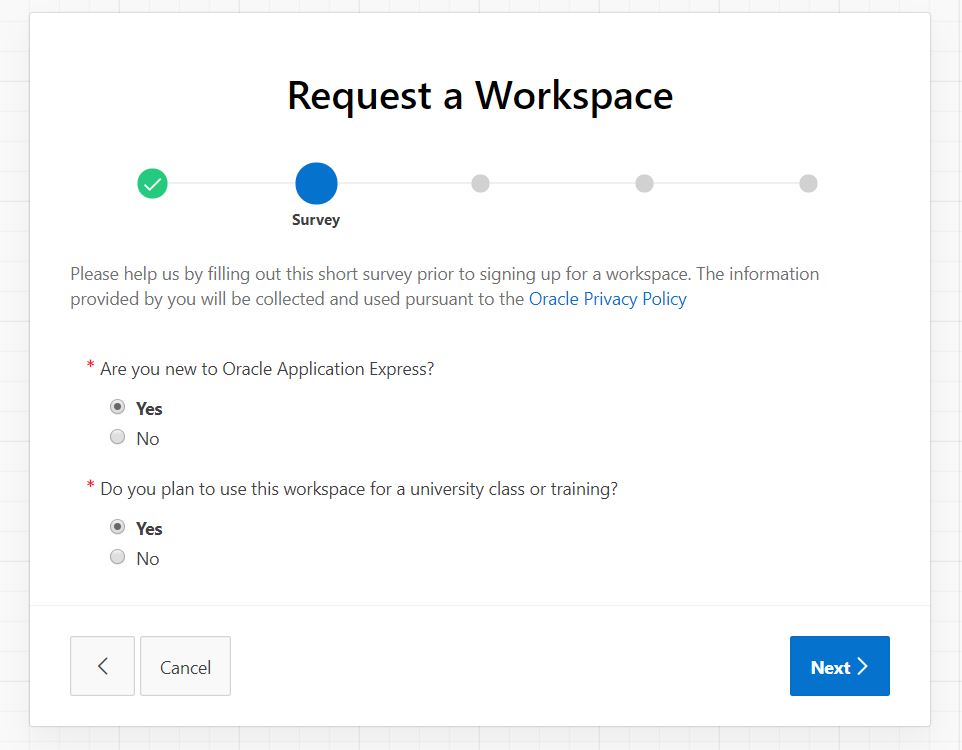 Request a Workspace
Survey
Please help us by filling out this short survey prior to signing up for a workspace. The information
provided by you will be collected and used pursuant to the Oracle Privacy Policy
* Are you new to Oracle Application Express?
Yes
No
* Do you plan to use this workspace for a university class or training?
Yes
No
Cancel
Next